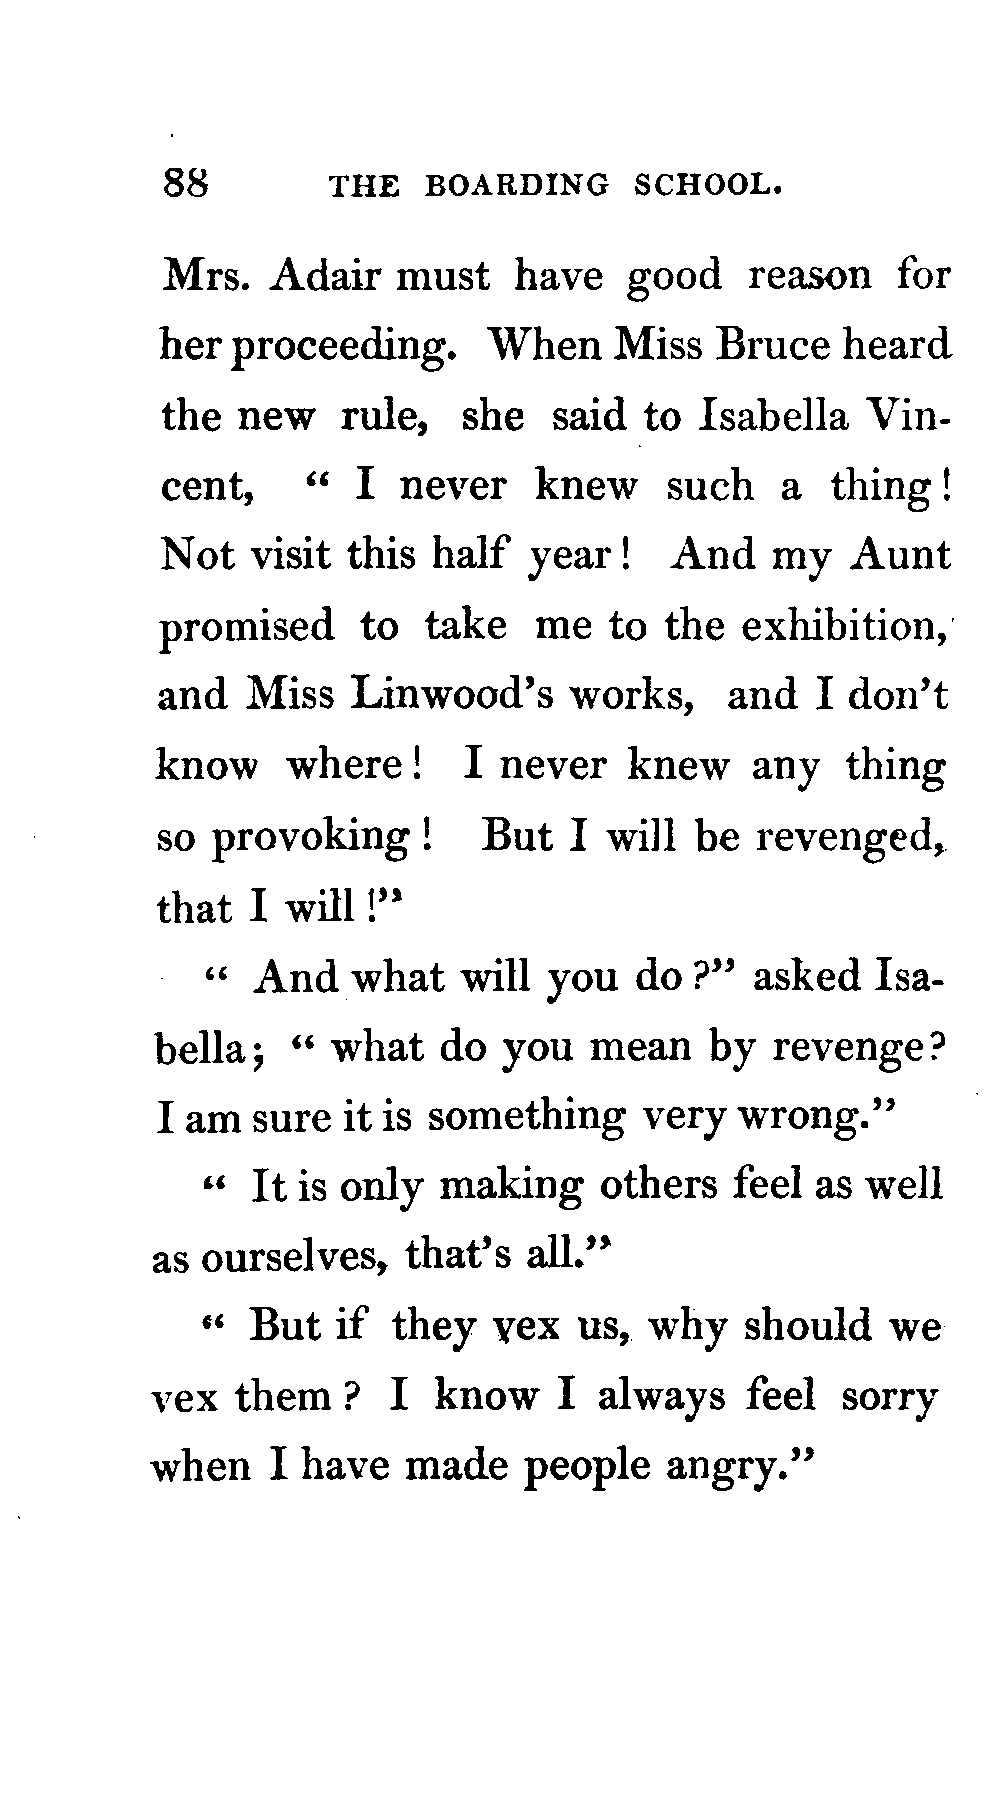 88 THE BOARDING SCHOOL.
Mrs. Adair must have good reason for
her proceeding. When Miss Bruce heard
the new rule, she said to Isabella Vin-
cent, “ I never knew such a thing!
Not visit this half year! And my Aunt
promised to take me to the exhibition,
and Miss Linwood’s works, and I don’t
know where! I never knew any thing
so provoking! But I will be revenged,
that I will!”
“ And what will you do?” asked Isa-
bella; “ what do you mean by revenge?
I am sure it is something very wrong.”
“ It is only making others feel as well
as ourselves, that’s all.”
“ But if they vex us, why should we
vex them? I know I always feel sorry
when I have made people angry.”